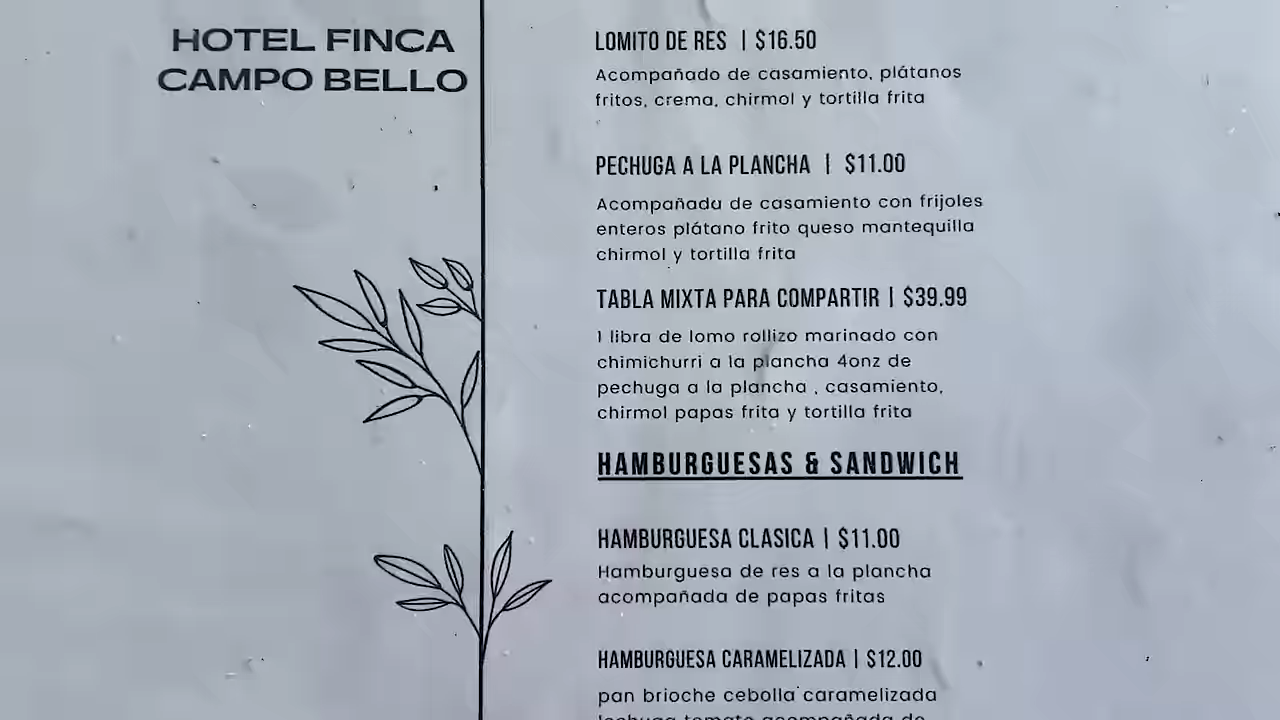 HOTEL FINCA
CAMPO BELLO
LOMITO DE RES | $16.50
Acompañado de casamiento, plátanos
fritos, crema, chirmol y tortilla frita
PECHUGA A LA PLANCHA | $11.00
Acompañada de casamiento con frijoles
enteros plátano frito queso mantequilla
chirmol y tortilla frita
TABLA MIXTA PARA COMPARTIR | $39.99
1 libra de lomo rollizo marinado con
chimichurri a la plancha 4onz de
pechuga a la plancha , casamiento,
chirmol papas frita y tortilla frita
HAMBURGUESAS & SANDWICH
HAMBURGUESA CLASICA | $11.00
Hamburguesa de res a la plancha
acompañada de papas fritas
HAMBURGUESA CARAMELIZADA | $12.00
pan brioche cebolla caramelizada
lechuga tomate acompañada de